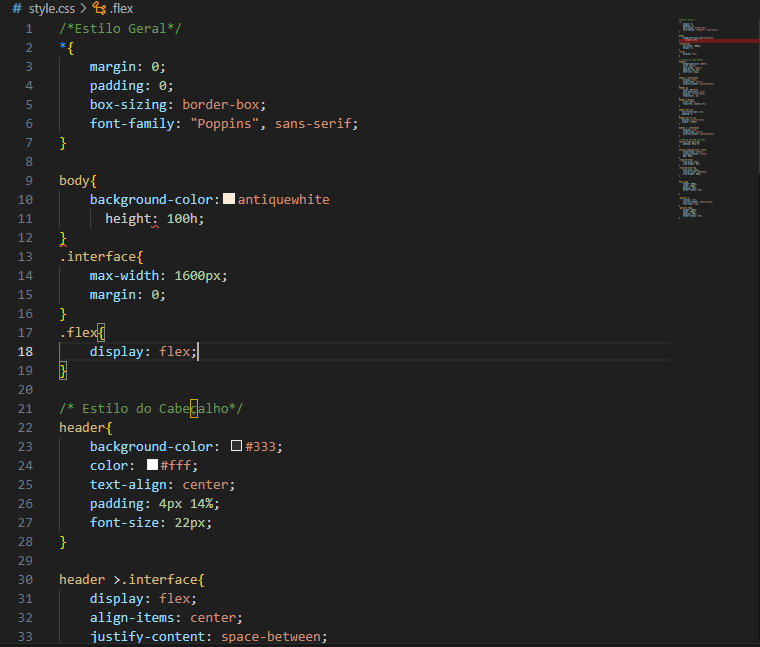 # style.css > .flex
1 /*Estilo Geral*/
2 *{
3 margin: 0;
4 padding: 0;
5 box-sizing: border-box;
6 font-family: "Poppins", sans-serif;
7 }
8
9 body{
10 background-color: antiquewhite
11 height: 100h;
12 }
13 .interface{
14 max-width: 1600px;
15 margin: 0;
16 }
17 .flex{
18 display: flex;
19 }
20
21 /* Estilo do Cabeçalho*/
22 header{
23 background-color: #333;
24 color: #fff;
25 text-align: center;
26 padding: 4px 14%;
27 font-size: 22px;
28 }
29
30 header >.interface{
31 display: flex;
32 align-items: center;
33 justify-content: space-between;